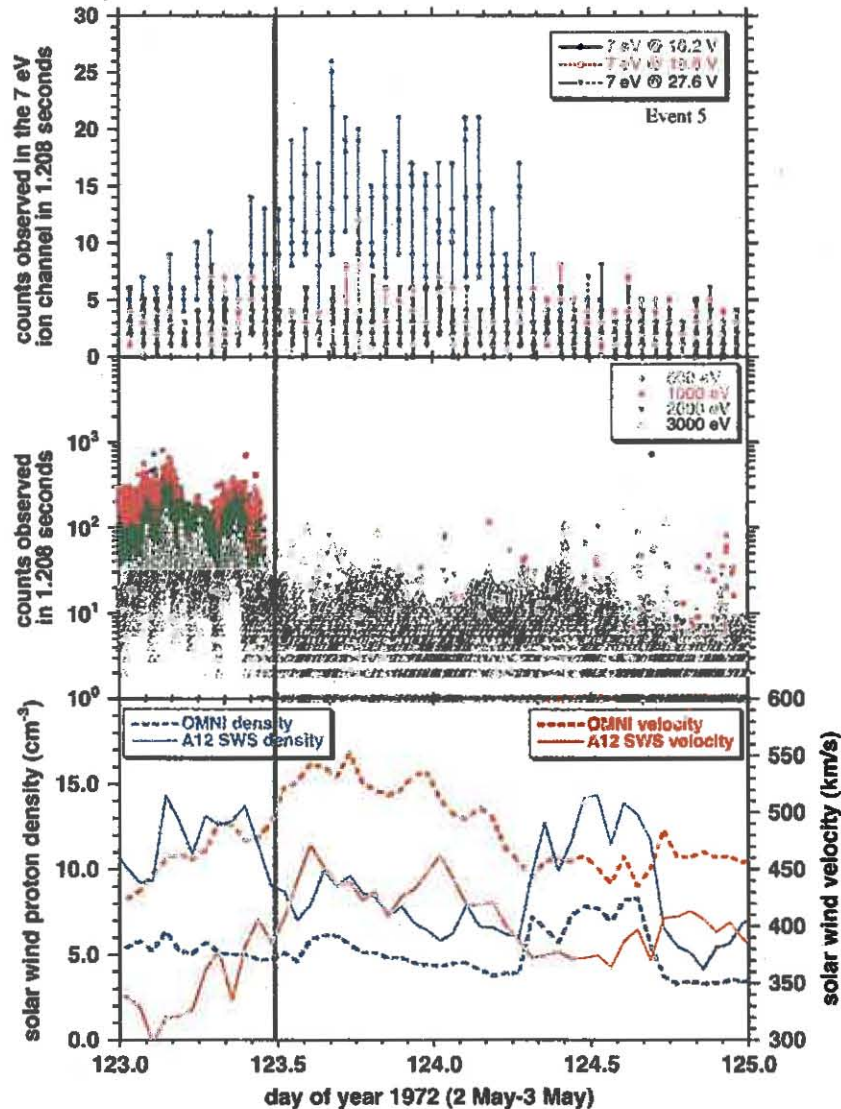 30
25
20
15
10
5
0
counts observed in the 7 eV
ion channel in 1.208 seconds
7 eV @ 16.2 V
7 eV @
7 eV @ 27.6 V
Event 5
10³
10²
10¹
10⁰
counts observed
in 1.208 seconds
600 eV
1000 eV
2000 eV
3000 eV
15.0
10.0
5.0
0.0
solar wind proton density (cm⁻³)
OMNI density
A12 SWS density
OMNI velocity
A12 SWS velocity
600
550
500
450
400
350
300
solar wind velocity (km/s)
123.0
123.5
124.0
124.5
125.0
day of year 1972 (2 May-3 May)